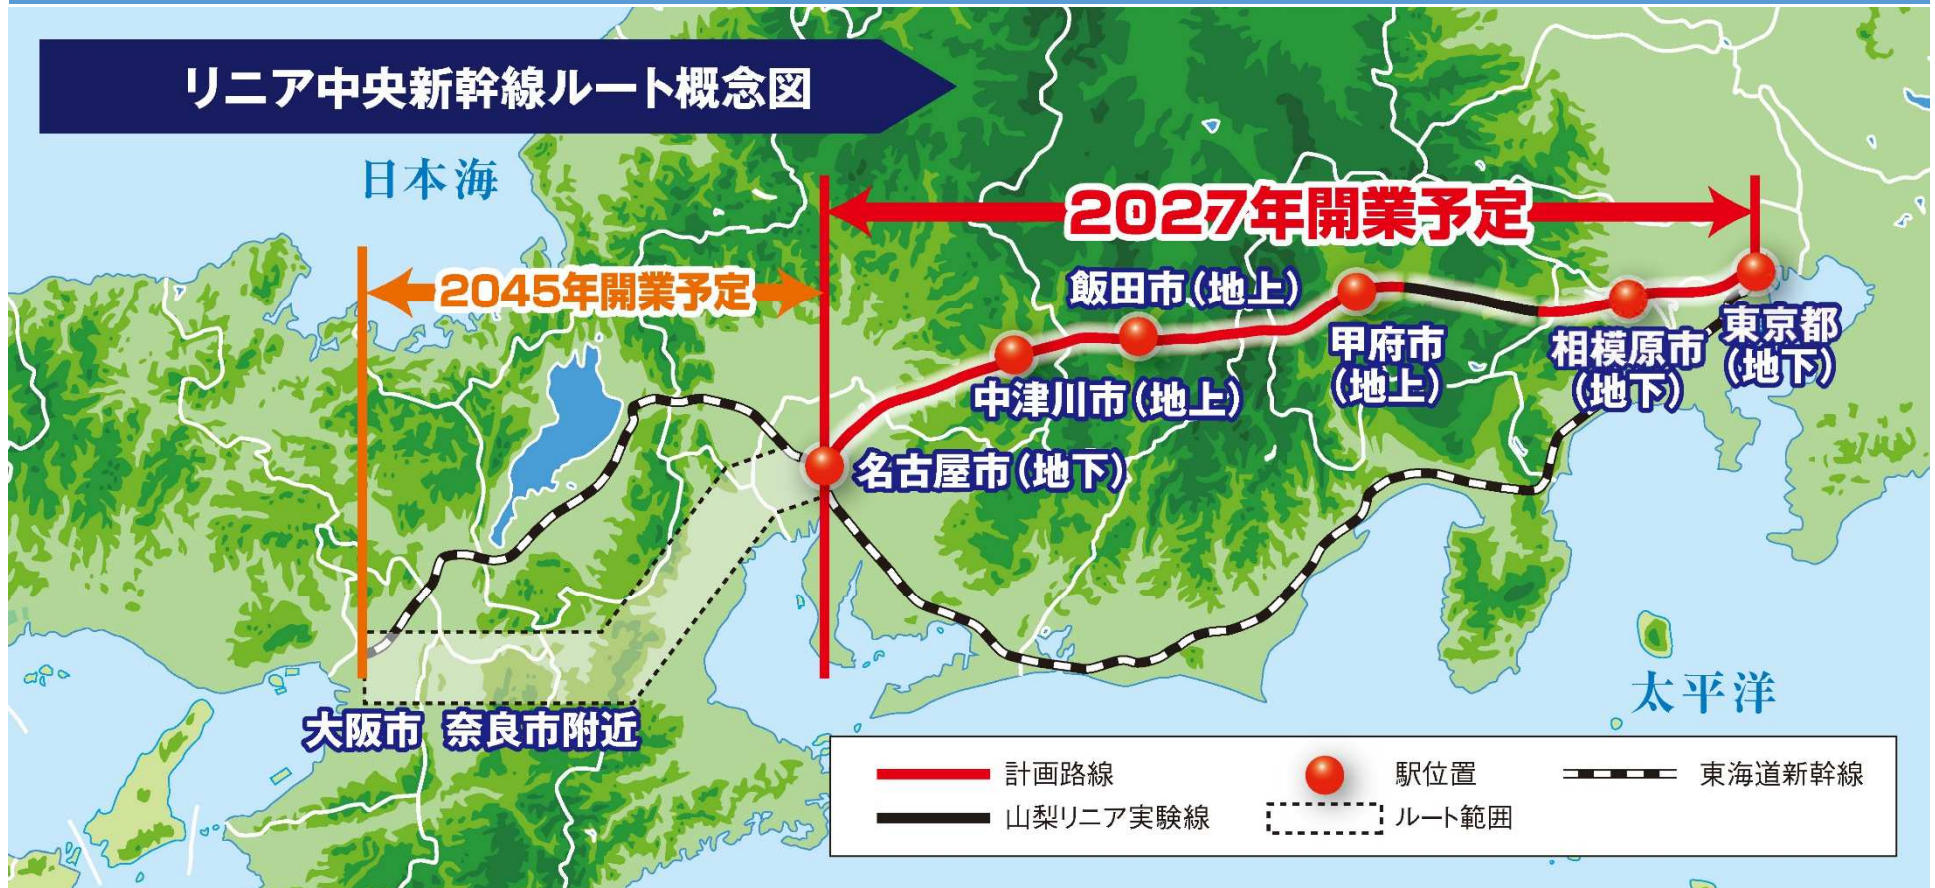 リニア中央新幹線ルート概念図
日本海
2027年開業予定
2045年開業予定
飯田市(地上)
甲府市
(地上)
相模原市
(地下)
東京都
(地下)
中津川市(地上)
名古屋市(地下)
大阪市
奈良市附近
太平洋
計画路線
駅位置
東海道新幹線
山梨リニア実験線
ルート範囲